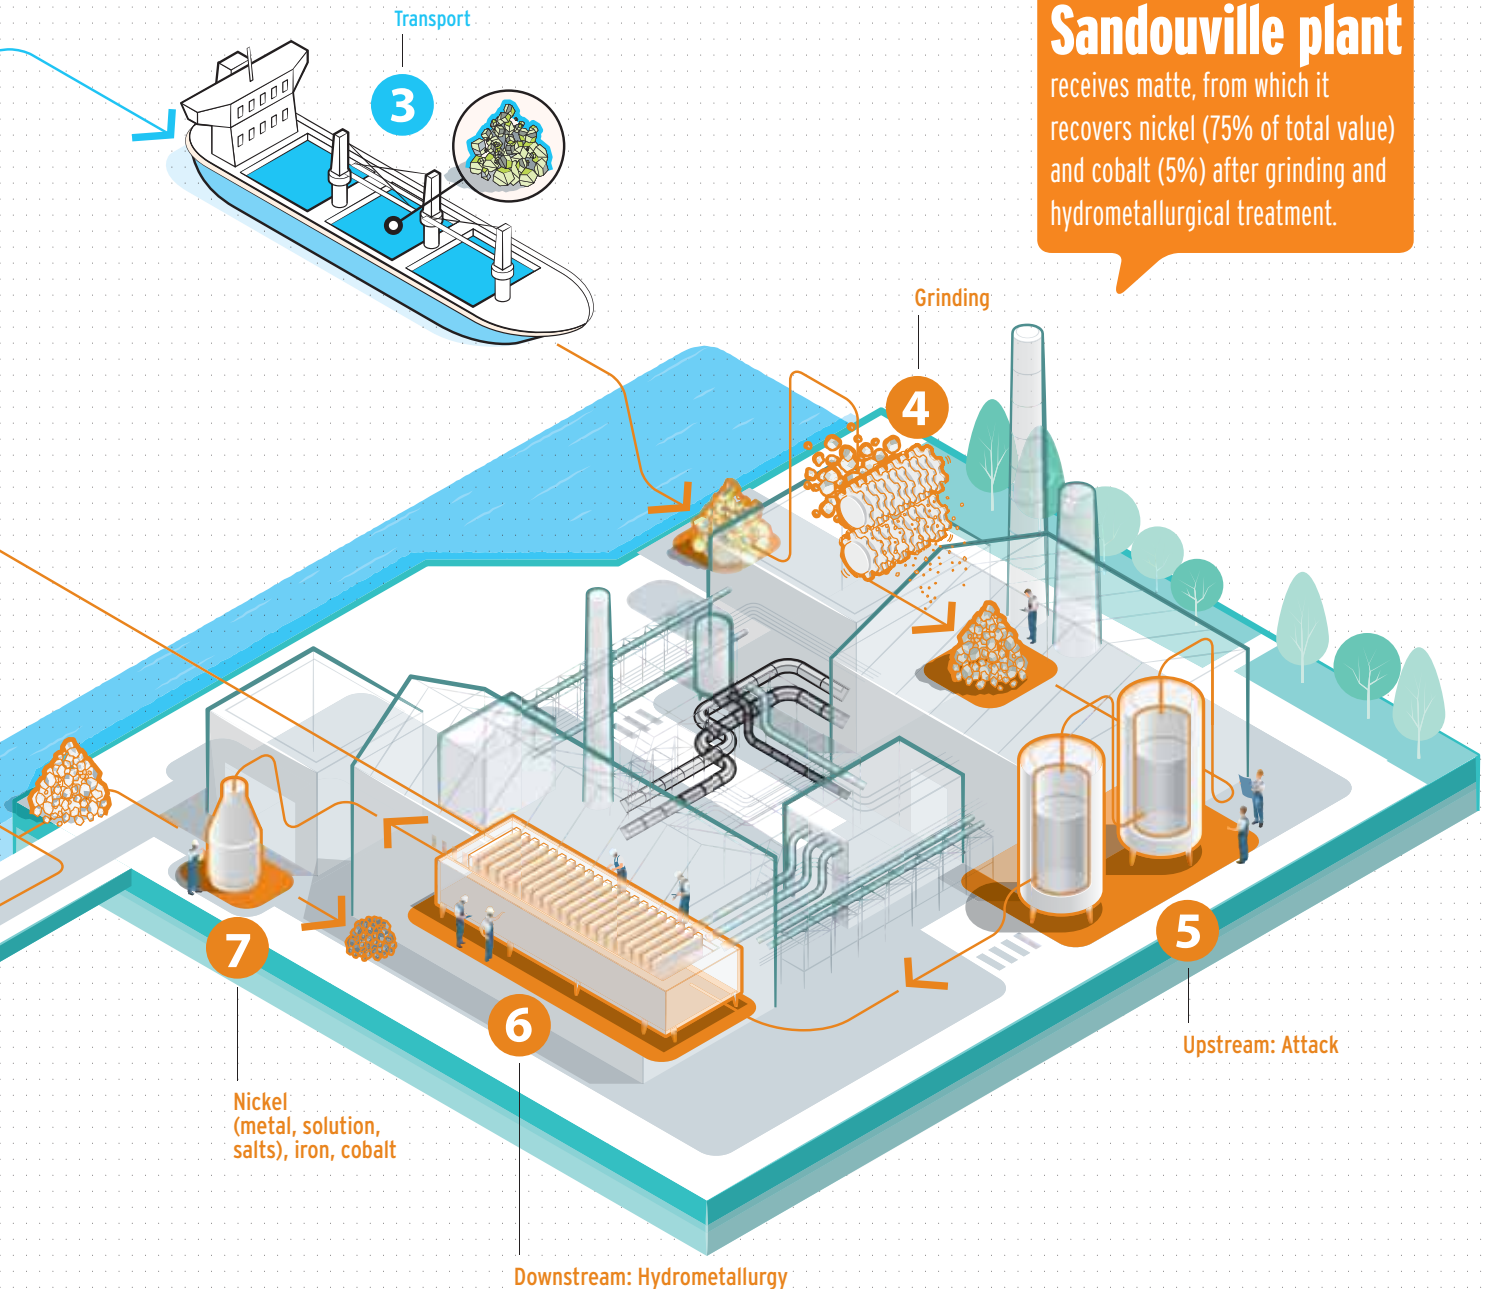 Transport
3
Sandouville plant
receives matte, from which it
recovers nickel (75% of total value)
and cobalt (5%) after grinding and
hydrometallurgical treatment.
Grinding
4
5
Upstream: Attack
7
6
Nickel
(metal, solution,
salts), iron, cobalt
Downstream: Hydrometallurgy